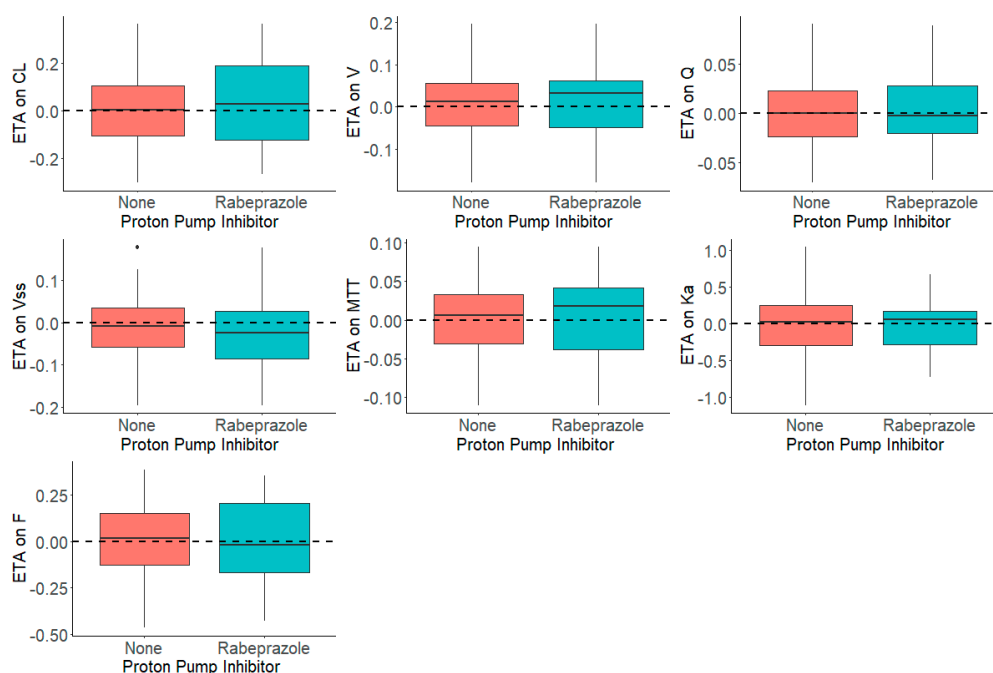 ETA on CL
0.2
0.0
-0.2
None Rabeprazole
Proton Pump Inhibitor
ETA on V
0.2
0.1
0.0
-0.1
None Rabeprazole
Proton Pump Inhibitor
ETA on Q
0.05
0.00
-0.05
None Rabeprazole
Proton Pump Inhibitor
ETA on Vss
0.1
0.0
-0.1
-0.2
None Rabeprazole
Proton Pump Inhibitor
ETA on MTT
0.10
0.05
0.00
-0.05
-0.10
None Rabeprazole
Proton Pump Inhibitor
ETA on Ka
1.0
0.5
0.0
-0.5
-1.0
None Rabeprazole
Proton Pump Inhibitor
ETA on F
0.25
0.00
-0.25
-0.50
None Rabeprazole
Proton Pump Inhibitor